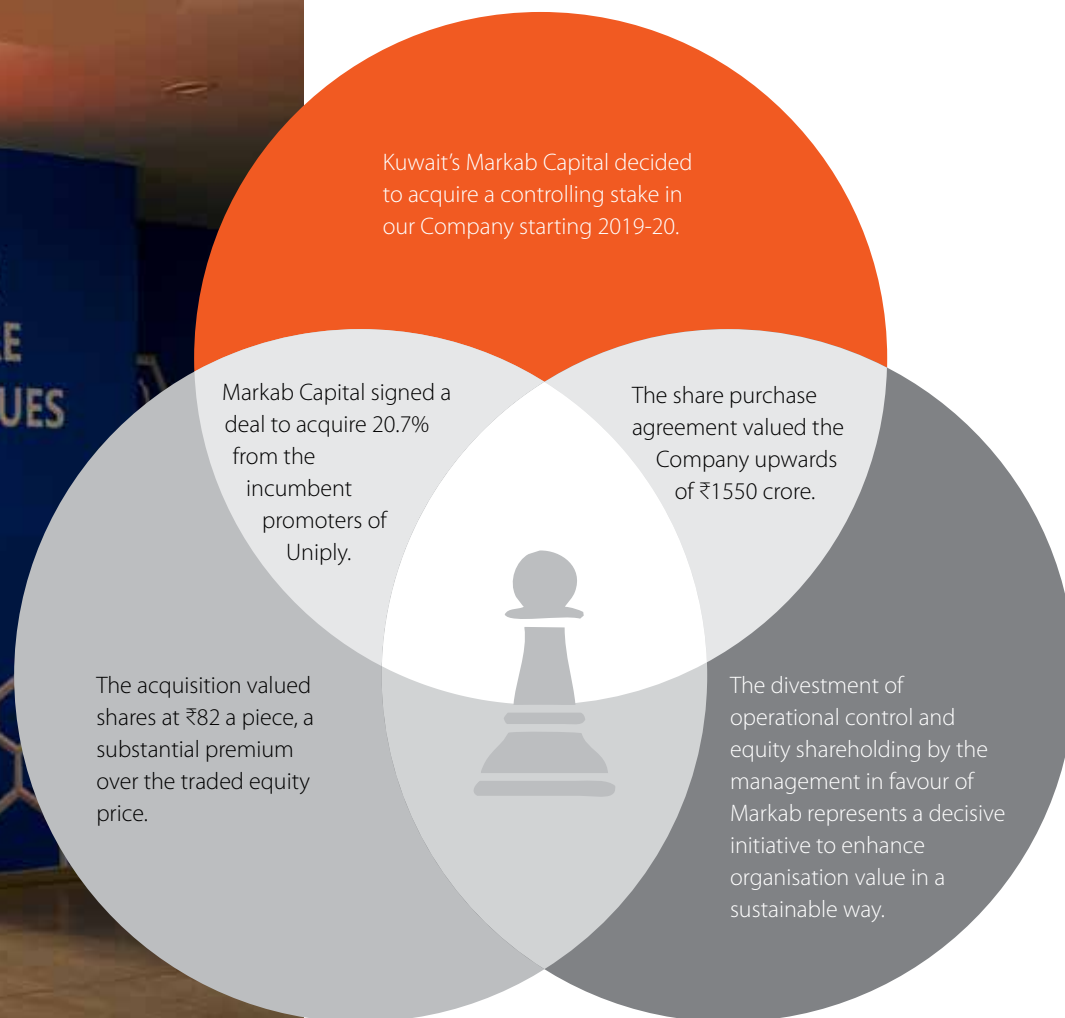 Kuwait's Markab Capital decided
to acquire a controlling stake in
our Company starting 2019-20.
Markab Capital signed a
deal to acquire 20.7%
from the
incumbent
promoters of
Uniply.
The share purchase
agreement valued the
Company upwards
of ₹1550 crore.
The acquisition valued
shares at ₹82 a piece, a
substantial premium
over the traded equity
price.
The divestment of
operational control and
equity shareholding by the
management in favour of
Markab represents a decisive
initiative to enhance
organisation value in a
sustainable way.